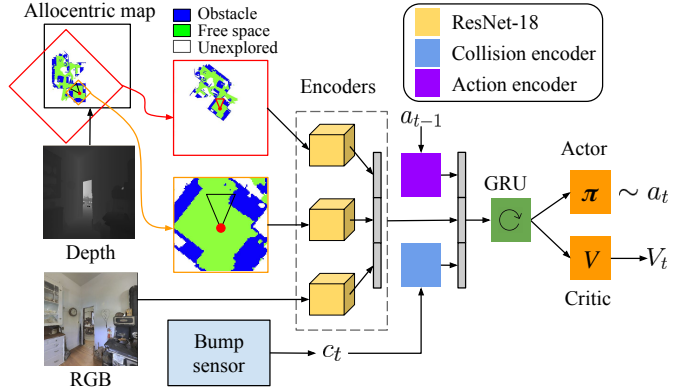 Allocentric map
Obstacle
Free space
Unexplored
ResNet-18
Collision encoder
Action encoder
Encoders
a_{t−1}
Depth
GRU
Actor
π
∼ a_t
V
V_t
Critic
RGB
Bump
sensor
c_t